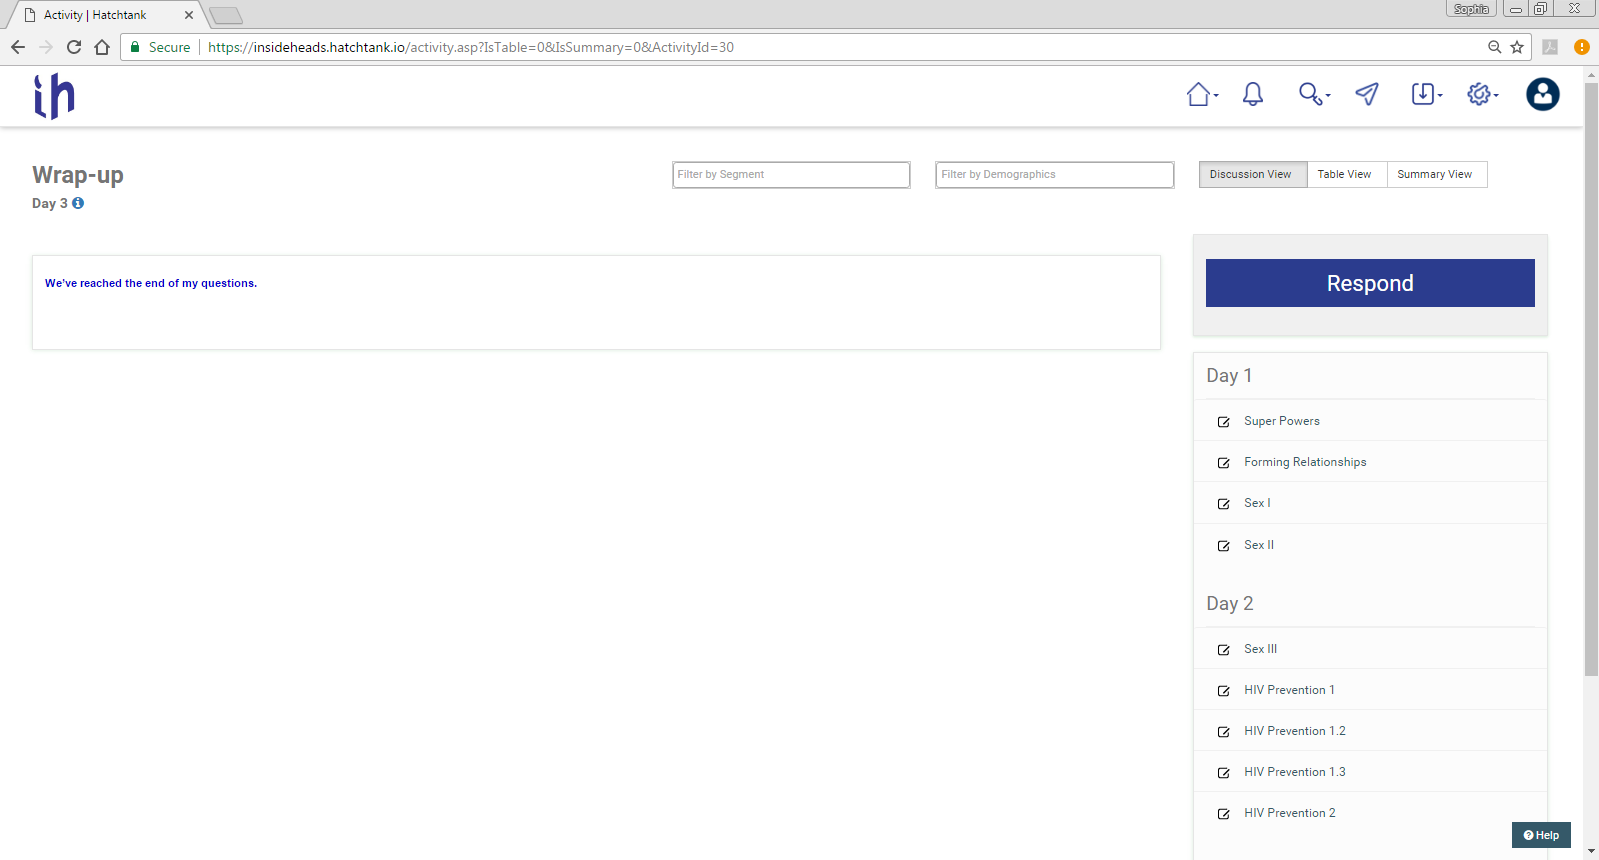 Activity | Hatchtank
Sophia
Secure
https://insideheads.hatchtank.io/activity.asp?IsTable=0&IsSummary=0&ActivityId=30
ih
Wrap-up
Day 3
Filter by Segment
Filter by Demographics
Discussion View
Table View
Summary View
We've reached the end of my questions.
Respond
Day 1
Super Powers
Forming Relationships
Sex I
Sex II
Day 2
Sex III
HIV Prevention 1
HIV Prevention 1.2
HIV Prevention 1.3
HIV Prevention 2
Help